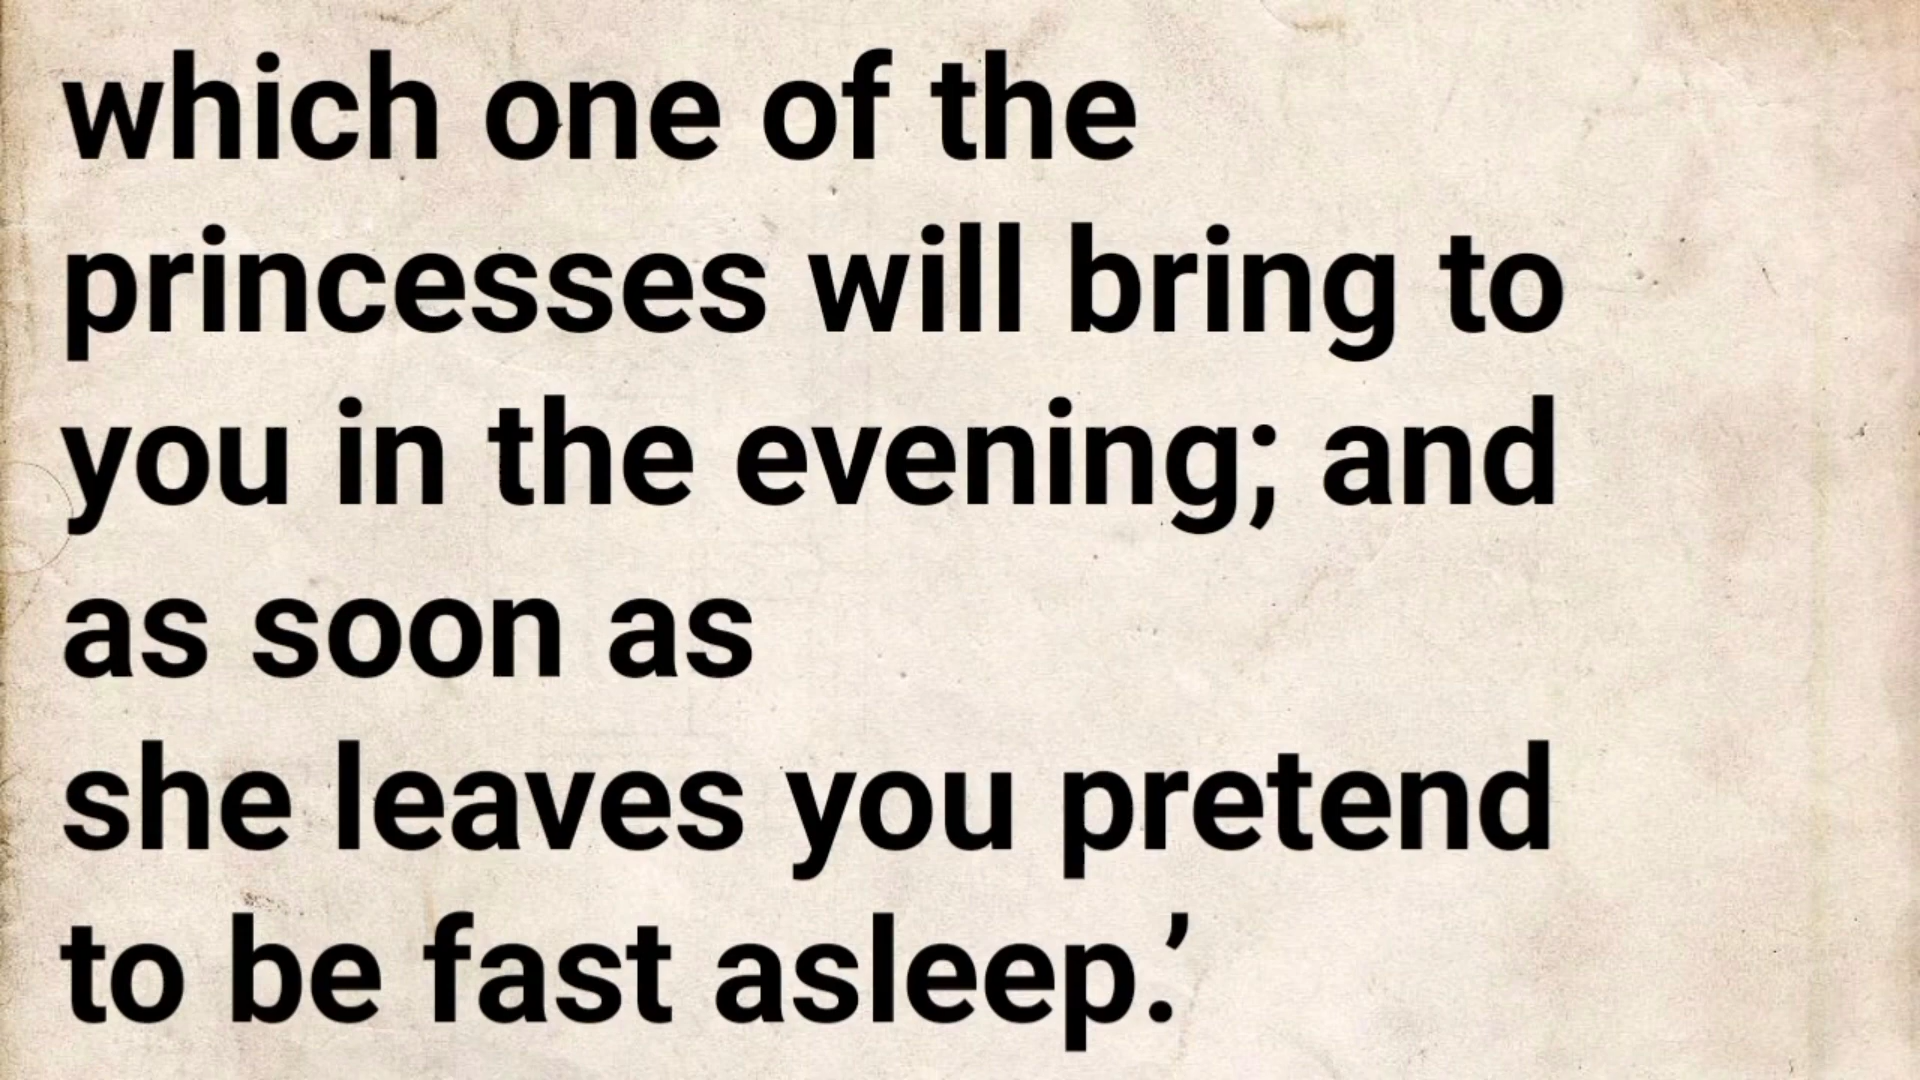 which one of the
princesses will bring to
you in the evening; and
as soon as
she leaves you pretend
to be fast asleep.’